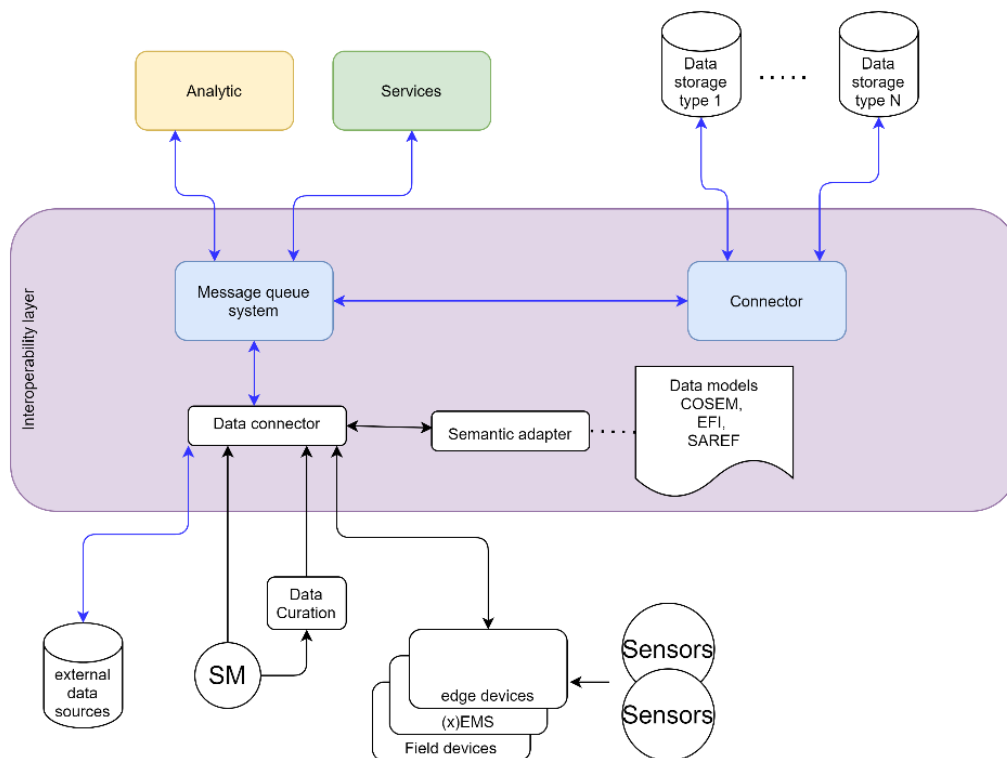 Analytic
Services
Data
storage
type 1
Data
storage
type N
Interoperability layer
Message queue
system
Connector
Data connector
Semantic adapter
Data models
COSEM,
EFI,
SAREF
Data
Curation
external
data
sources
SM
edge devices
(x)EMS
Field devices
Sensors
Sensors